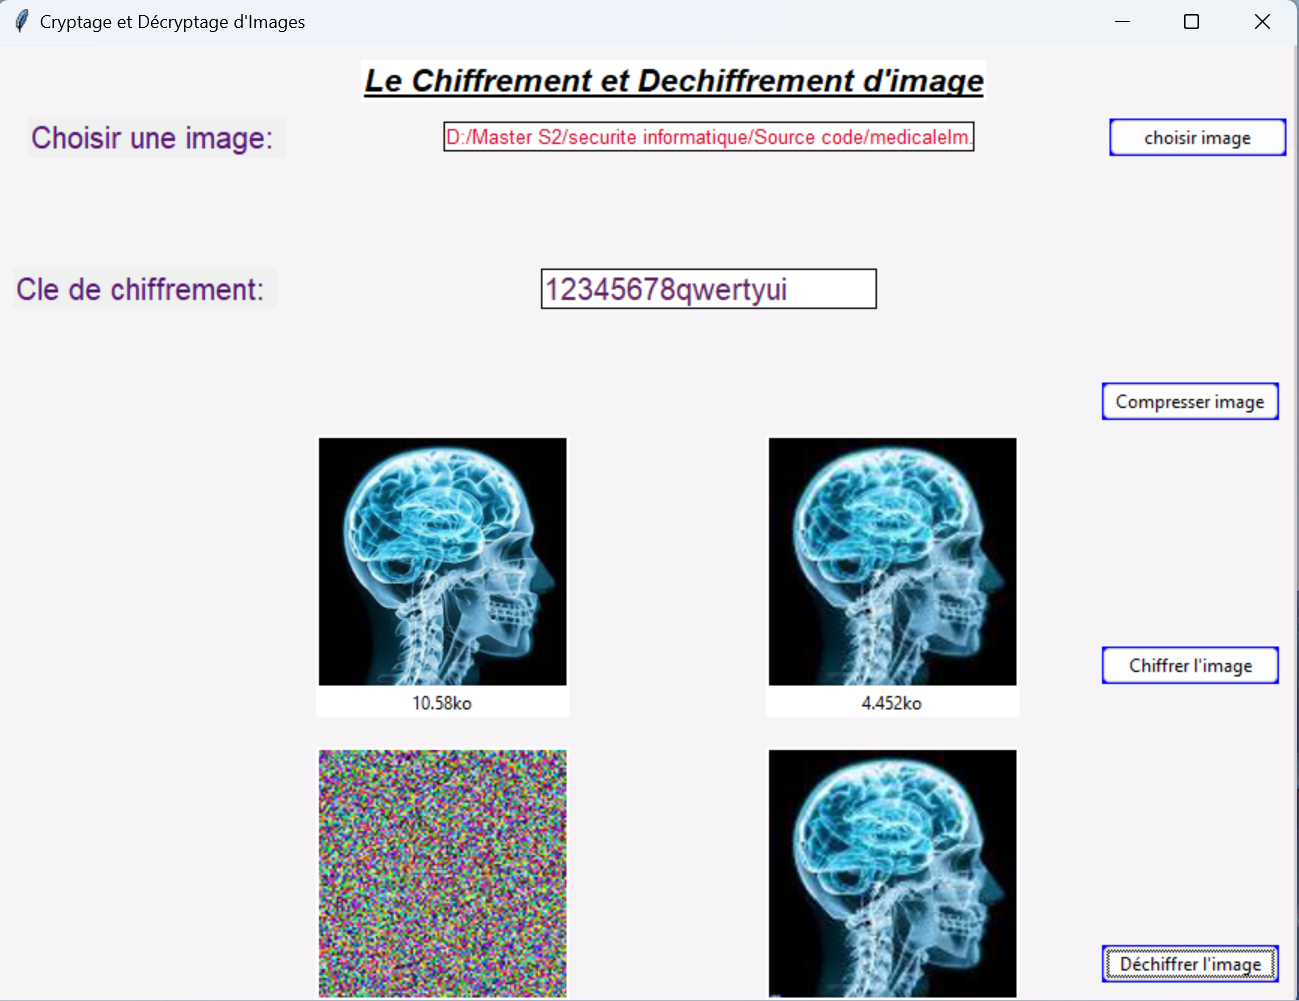 Cryptage et Décryptage d'Images
Le Chiffrement et Dechiffrement d'image
Choisir une image:
D:/Master S2/securite informatique/Source code/medicaleIm.
choisir image
Cle de chiffrement:
12345678qwertyui
Compresser image
10.58ko
4.452ko
Chiffrer l'image
Déchiffrer l'image